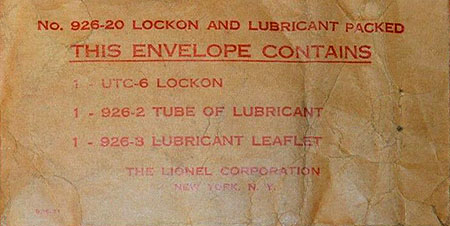 No. 926-20 LOCKON AND LUBRICANT PACKED
THIS ENVELOPE CONTAINS
1 - UTC-6 LOCKON
1 - 926-2 TUBE OF LUBRICANT
1 - 926-3 LUBRICANT LEAFLET
THE LIONEL CORPORATION
NEW YORK, N. Y.